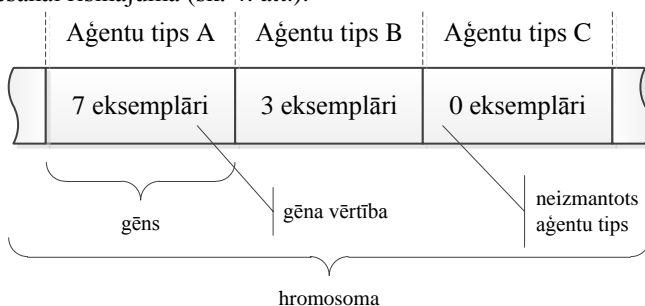 Aģentu tips A Aģentu tips B Aģentu tips C
7 eksemplāri 3 eksemplāri 0 eksemplāri
gēns
gēna vērtība
neizmantots
aģentu tips
hromosoma